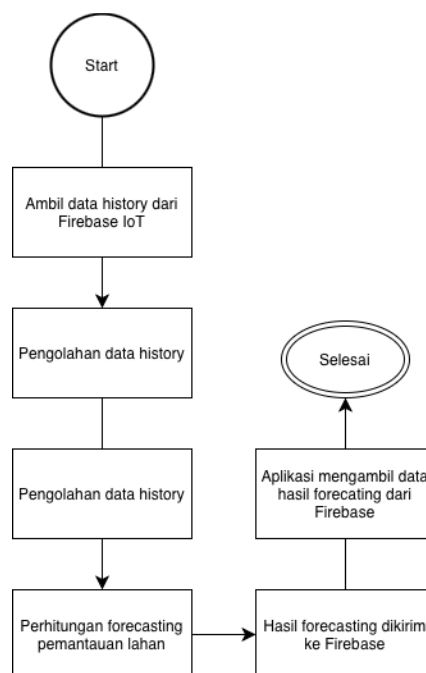 Start
Ambil data history dari
Firebase IoT
Pengolahan data history
Pengolahan data history
Perhitungan forecasting
pemantauan lahan
Hasil forecasting dikirim
ke Firebase
Aplikasi mengambil data
hasil forecating dari
Firebase
Selesai